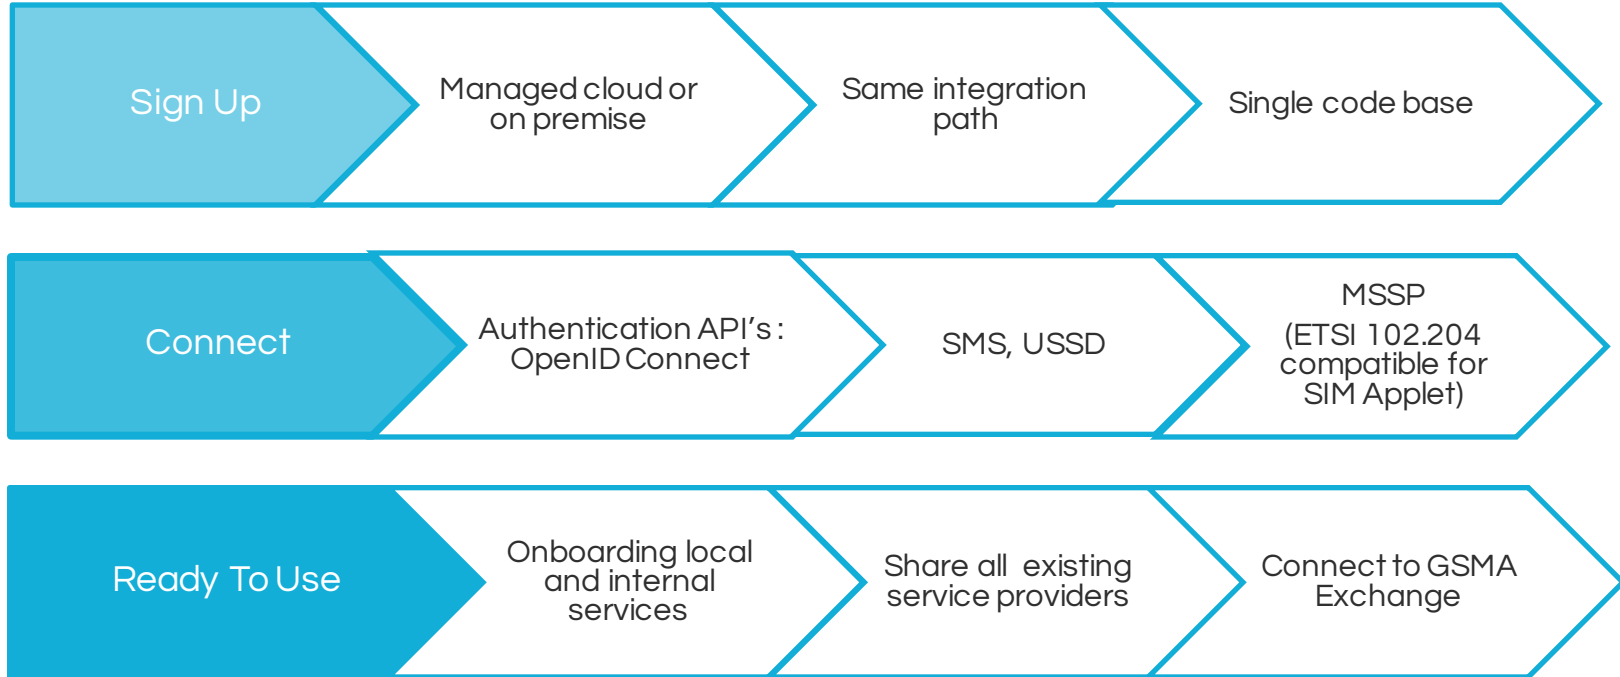 Sign Up
Managed cloud or
on premise
Same integration
path
Single code base
Connect
Authentication API’s :
OpenID Connect
SMS, USSD
MSSP
(ETSI 102.204
compatible for
SIM Applet)
Ready To Use
Onboarding local
and internal
services
Share all existing
service providers
Connect to GSMA
Exchange